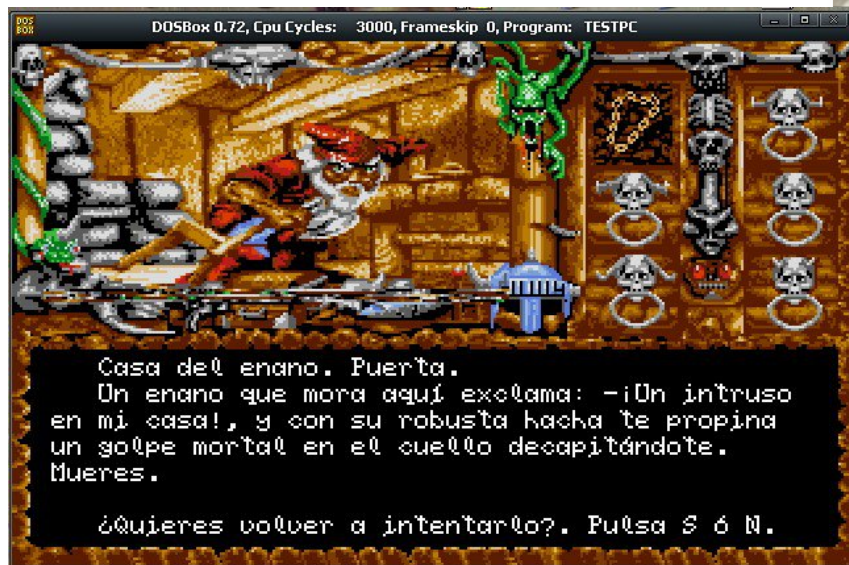 DOS BOX
DOSBox 0.72, Cpu Cycles: 3000, Frameskip 0, Program: TESTPC
Casa del enano. Puerta.
Un enano que mora aquí exclama: -¡Un intruso
en mi casa!, y con su robusta hacha te propina
un golpe mortal en el cuello decapitándote.
Mueres.
¿Quieres volver a intentarlo?. Pulsa S ó N.